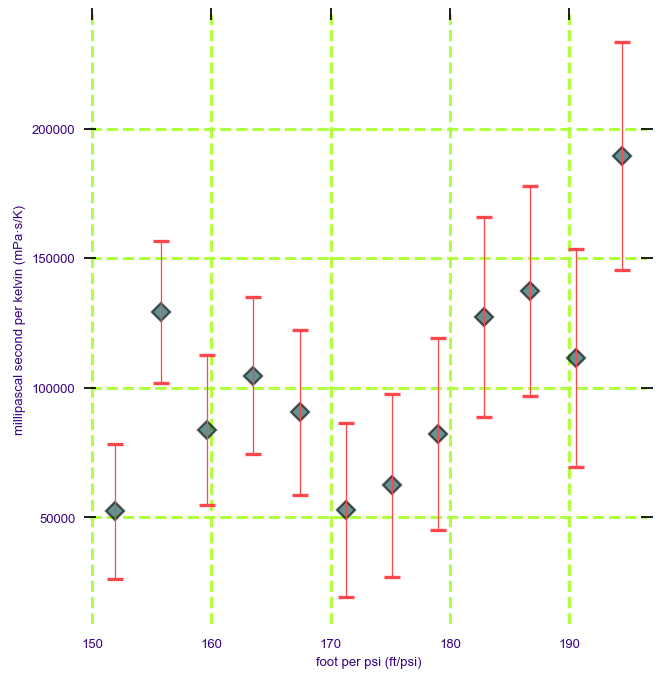 millipascal second per kelvin (mPa·s/K)
200000
150000
100000
50000
150 160 170 180 190
foot per psi (ft/psi)